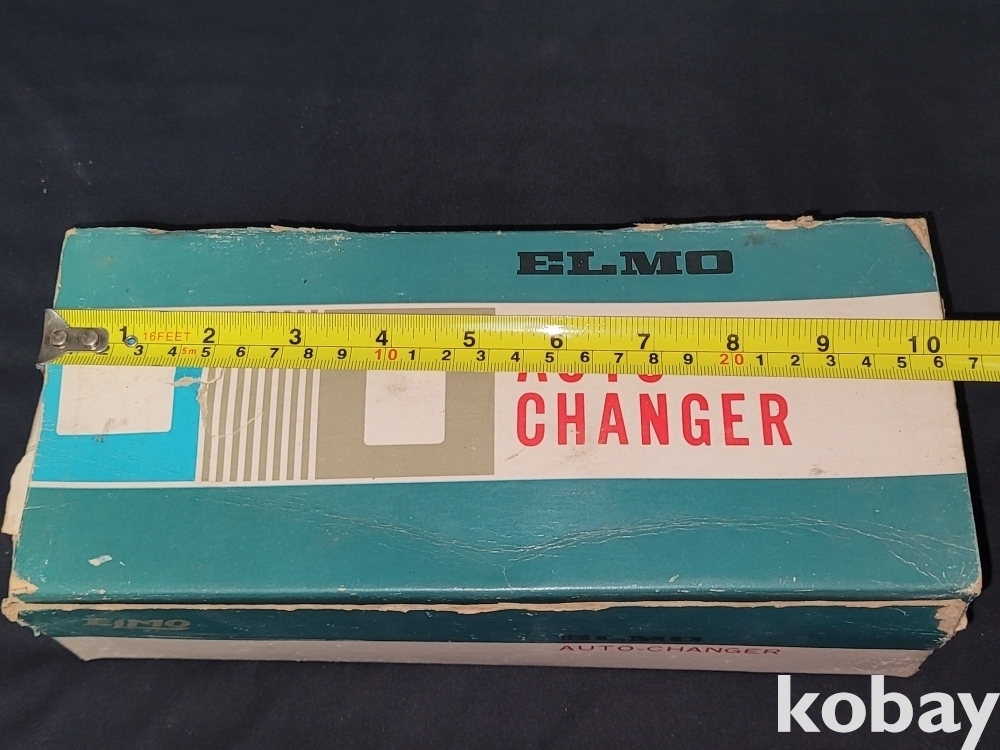 ELMO
1 16FEET 2 3 4 5 6 7 8 9 10
2 3 4 5m 5 6 7 8 9 10 1 2 3 4 5 6 7 8 9 20 1 2 3 4 5 6 7
AUTO
CHANGER
ELMO
ELMO
AUTO-CHANGER
kobay